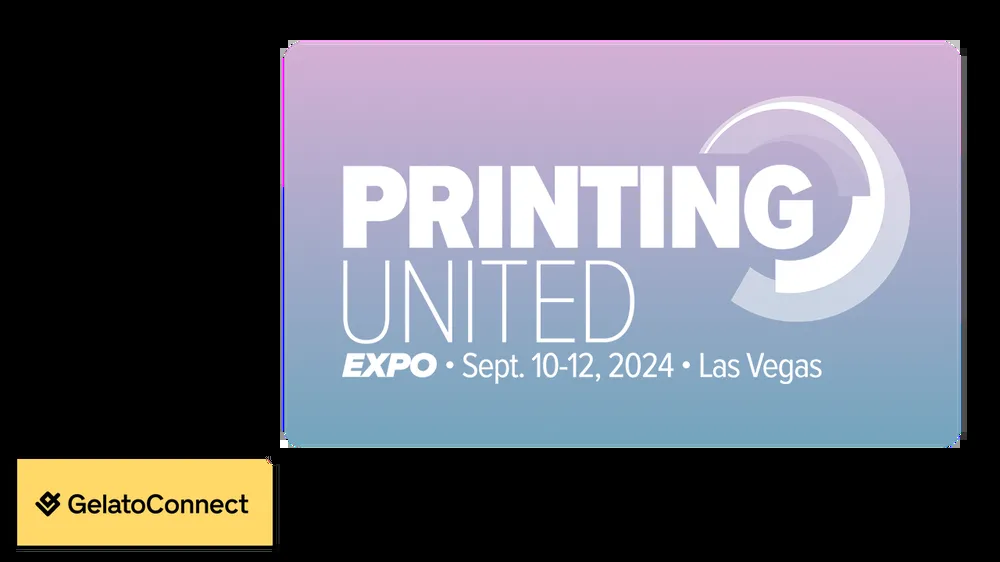 PRINTING
UNITED
EXPO • Sept. 10-12, 2024 • Las Vegas
GelatoConnect